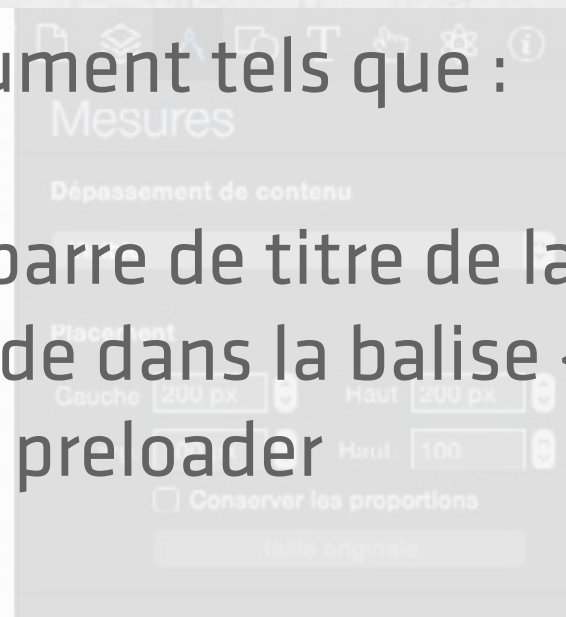 ument tels que :
Mesures
Dépassement de contenu
barre de titre de la
Placement
de dans la balise
Gauche 200 px Haut 200 px
preloader
Haut. 100
Conserver les proportions
Taille originale